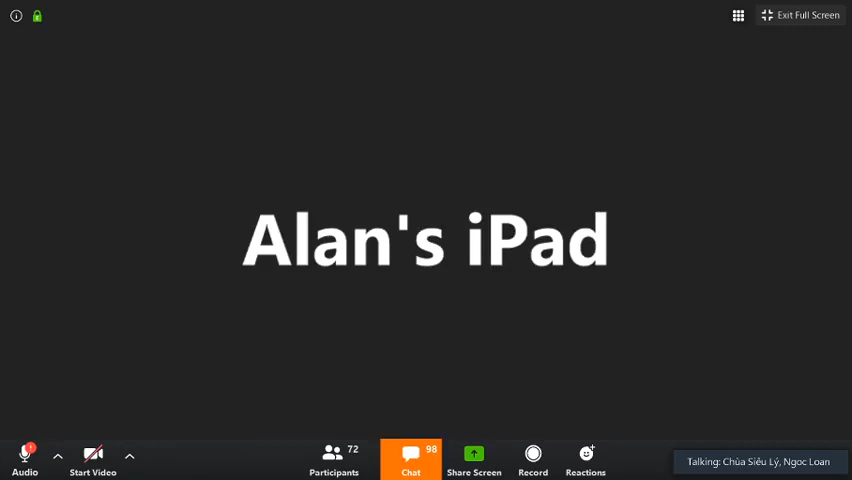 Exit Full Screen
Alan's iPad
72
98
Audio
Start Video
Participants
Chat
Share Screen
Record
Reactions
Talking: Chùa Siêu Lý, Ngoc Loan